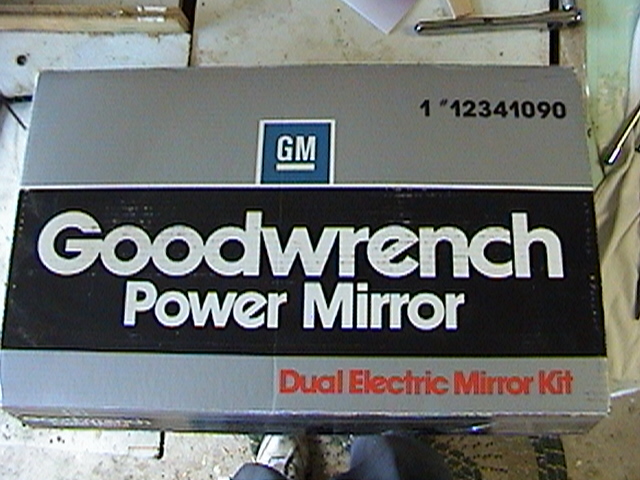 1 #12341090
GM
Goodwrench
Power Mirror
Dual Electric Mirror Kit